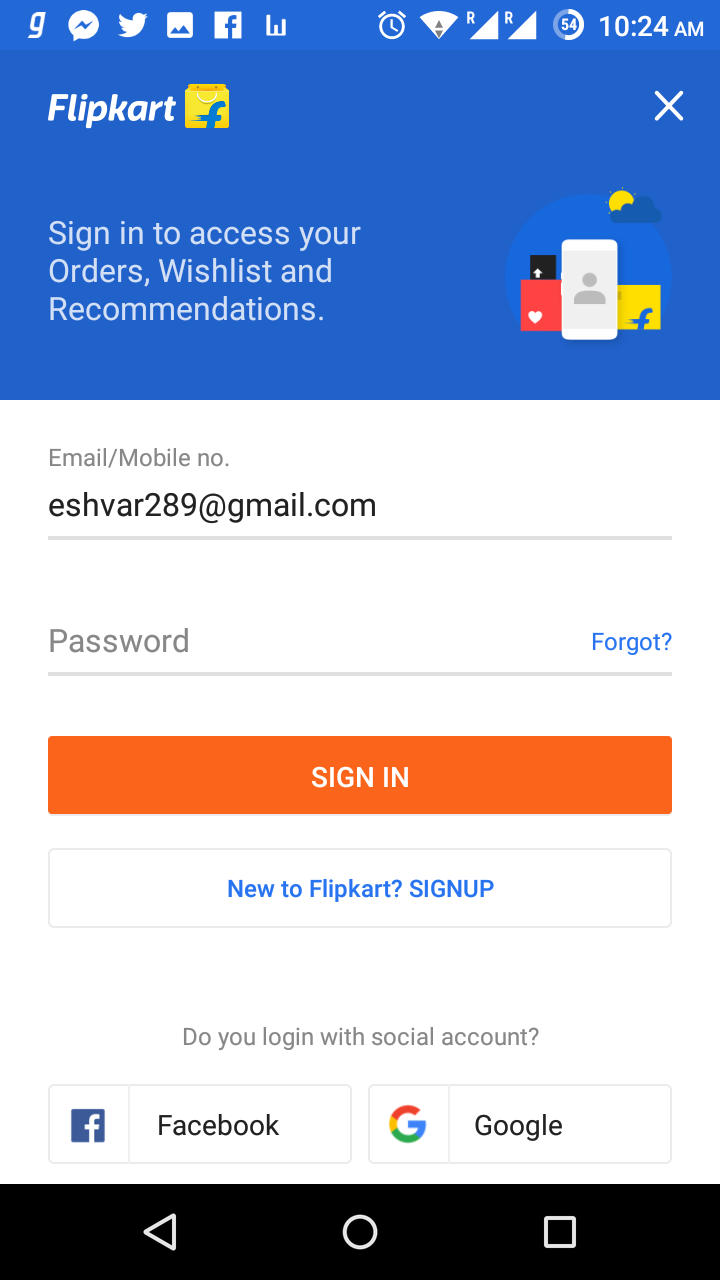 R R 54 10:24 AM
Flipkart
Sign in to access your
Orders, Wishlist and
Recommendations.
Email/Mobile no.
eshvar289@gmail.com
Password Forgot?
SIGN IN
New to Flipkart? SIGNUP
Do you login with social account?
Facebook Google